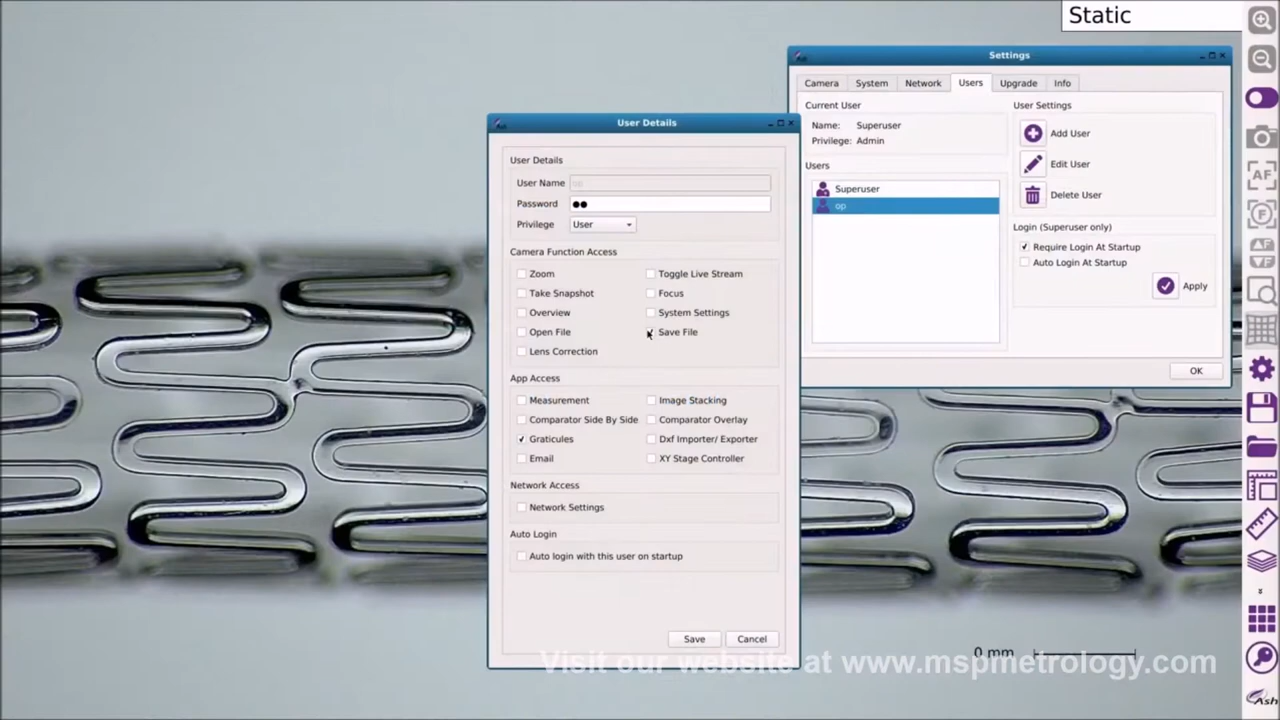 Static
Settings
Camera System Network Users Upgrade Info
Current User
Name: Superuser
Privilege: Admin
Users
Superuser
op
User Settings
Add User
Edit User
Delete User
Login (Superuser only)
Require Login At Startup
Auto Login At Startup
Apply
OK
User Details
User Details
User Name op
Password
Privilege User
Camera Function Access
Zoom Toggle Live Stream
Take Snapshot Focus
Overview System Settings
Open File Save File
Lens Correction
App Access
Measurement Image Stacking
Comparator Side By Side Comparator Overlay
Graticules Dxf Importer/ Exporter
Email XY Stage Controller
Network Access
Network Settings
Auto Login
Auto login with this user on startup
Save Cancel
AF
F
AF
F
0 mm
Visit our website at www.mspmetrology.com
Ash